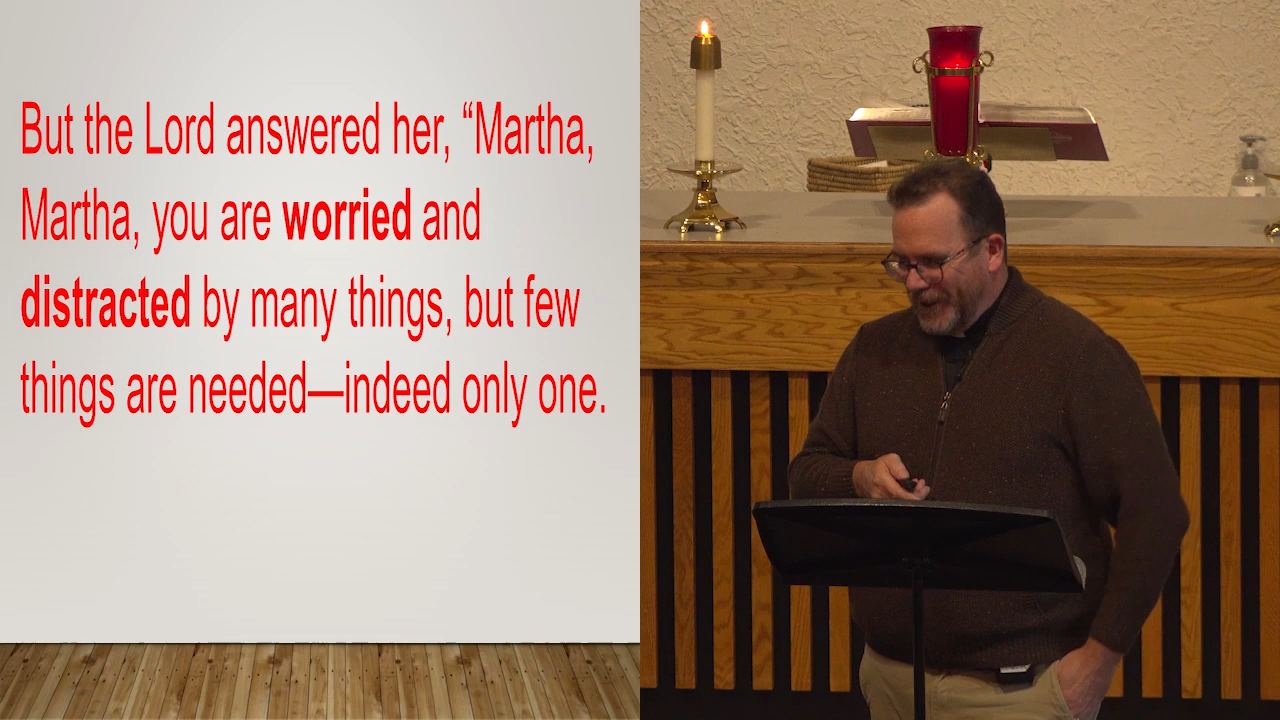 But the Lord answered her, “Martha,
Martha, you are worried and
distracted by many things, but few
things are needed—indeed only one.